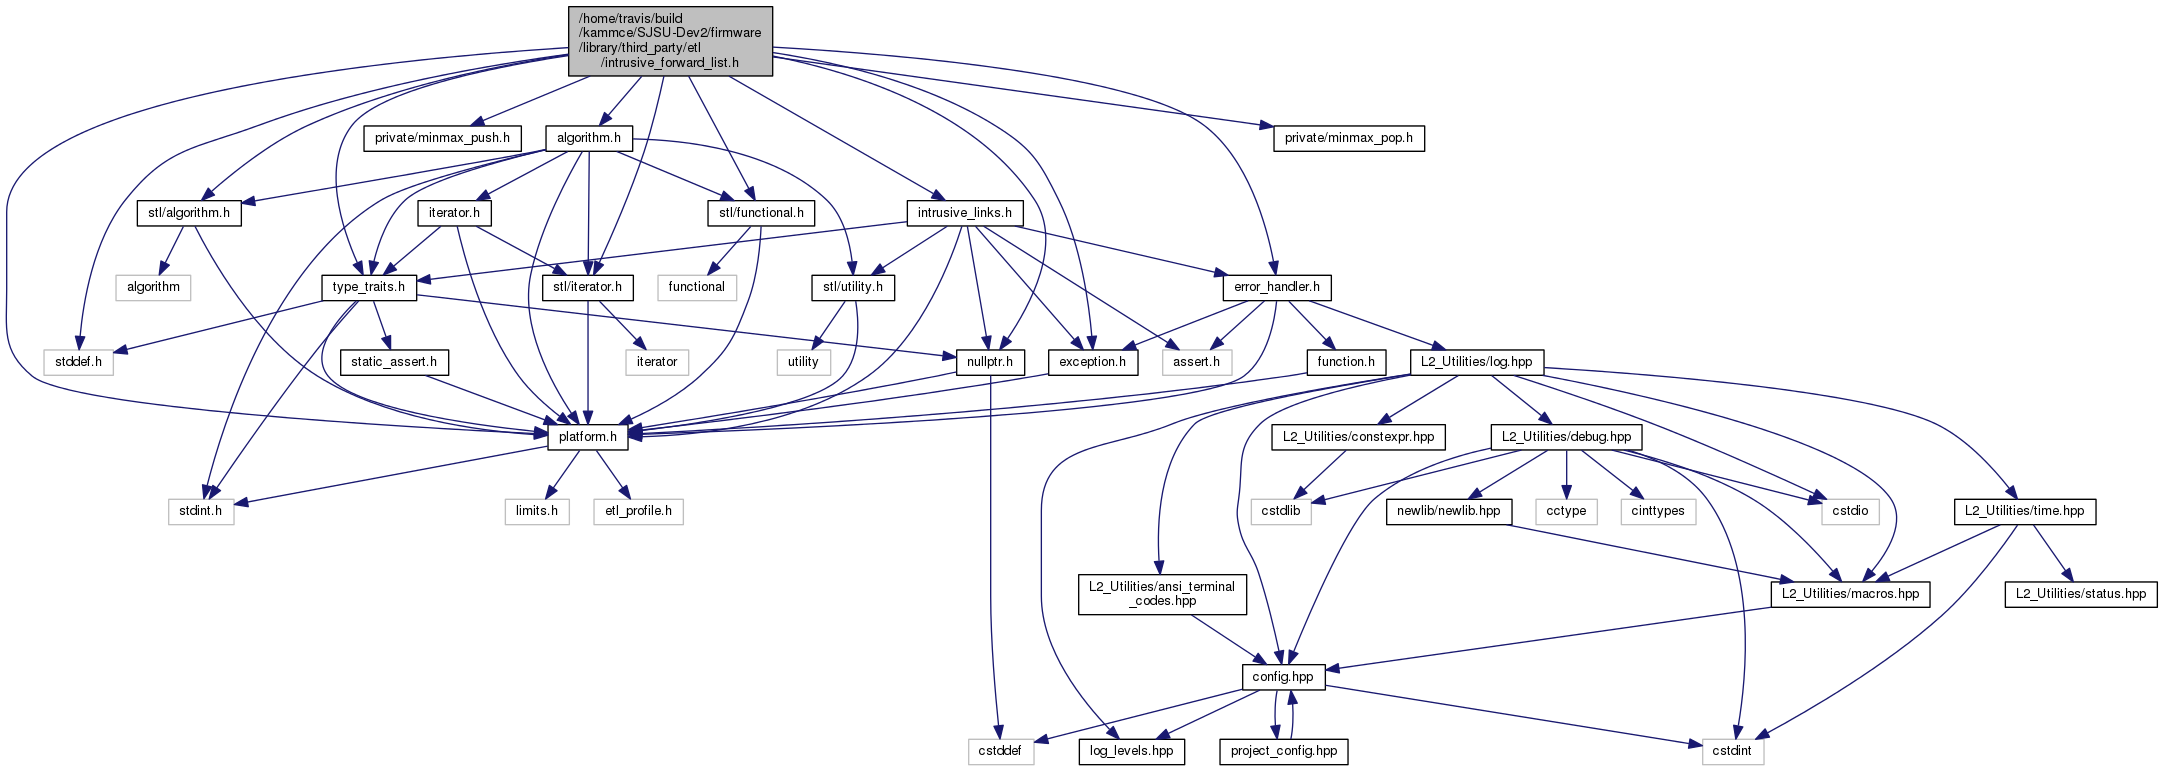 /home/travis/build
/kammce/SJSU-Dev2/firmware
/library/third_party/etl
/intrusive_forward_list.h
private/minmax_push.h
algorithm.h
private/minmax_pop.h
stl/algorithm.h
iterator.h
stl/functional.h
intrusive_links.h
algorithm
type_traits.h
stl/iterator.h
functional
stl/utility.h
error_handler.h
stddef.h
static_assert.h
iterator
utility
nullptr.h
exception.h
assert.h
function.h
L2_Utilities/log.hpp
platform.h
L2_Utilities/constexpr.hpp
L2_Utilities/debug.hpp
stdint.h
limits.h
etl_profile.h
cstdlib
newlib/newlib.hpp
cctype
cinttypes
cstdio
L2_Utilities/time.hpp
L2_Utilities/ansi_terminal
_codes.hpp
L2_Utilities/macros.hpp
L2_Utilities/status.hpp
config.hpp
cstddef
log_levels.hpp
project_config.hpp
cstdint